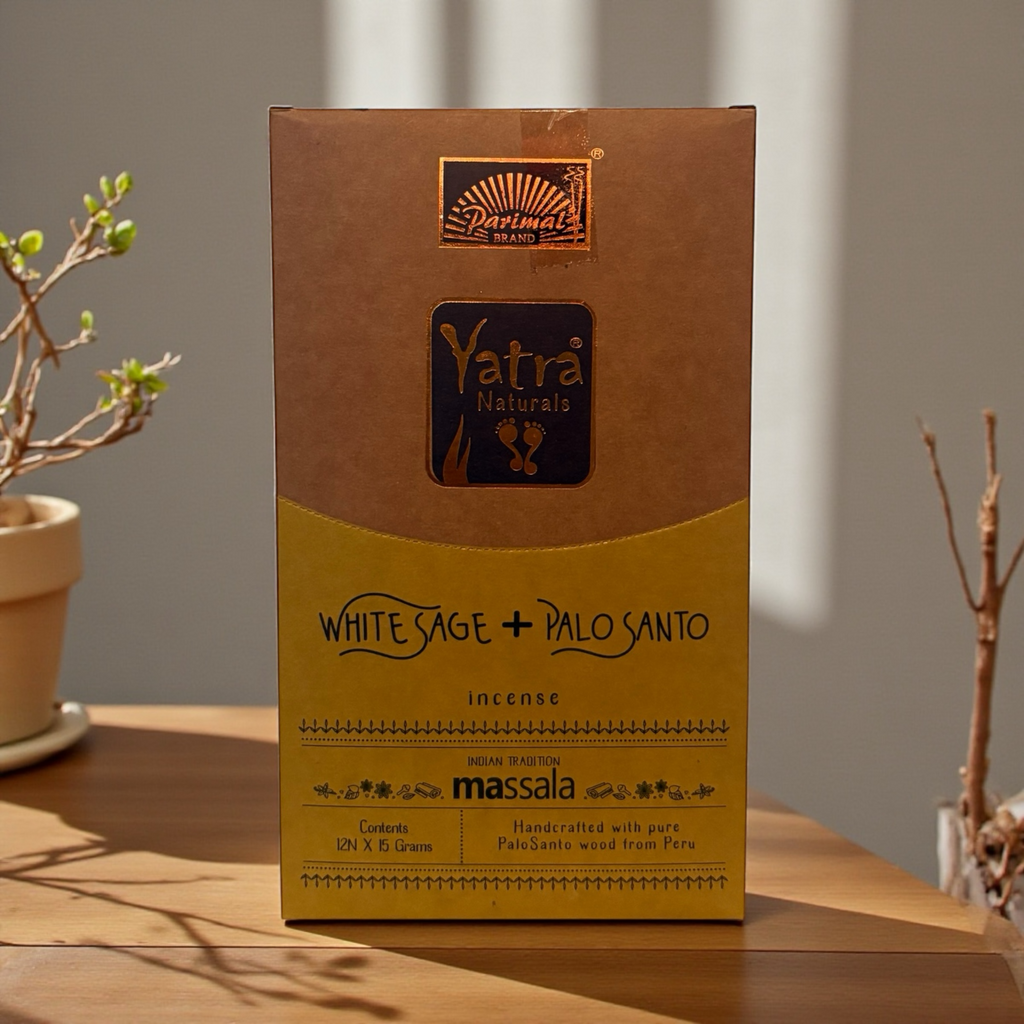 ®
Parimal
BRAND
Yatra®
Naturals
WHITE SAGE + PALO SANTO
incense
INDIAN TRADITION
massala
Contents
12N X 15 Grams
Handcrafted with pure
PaloSanto wood from Peru